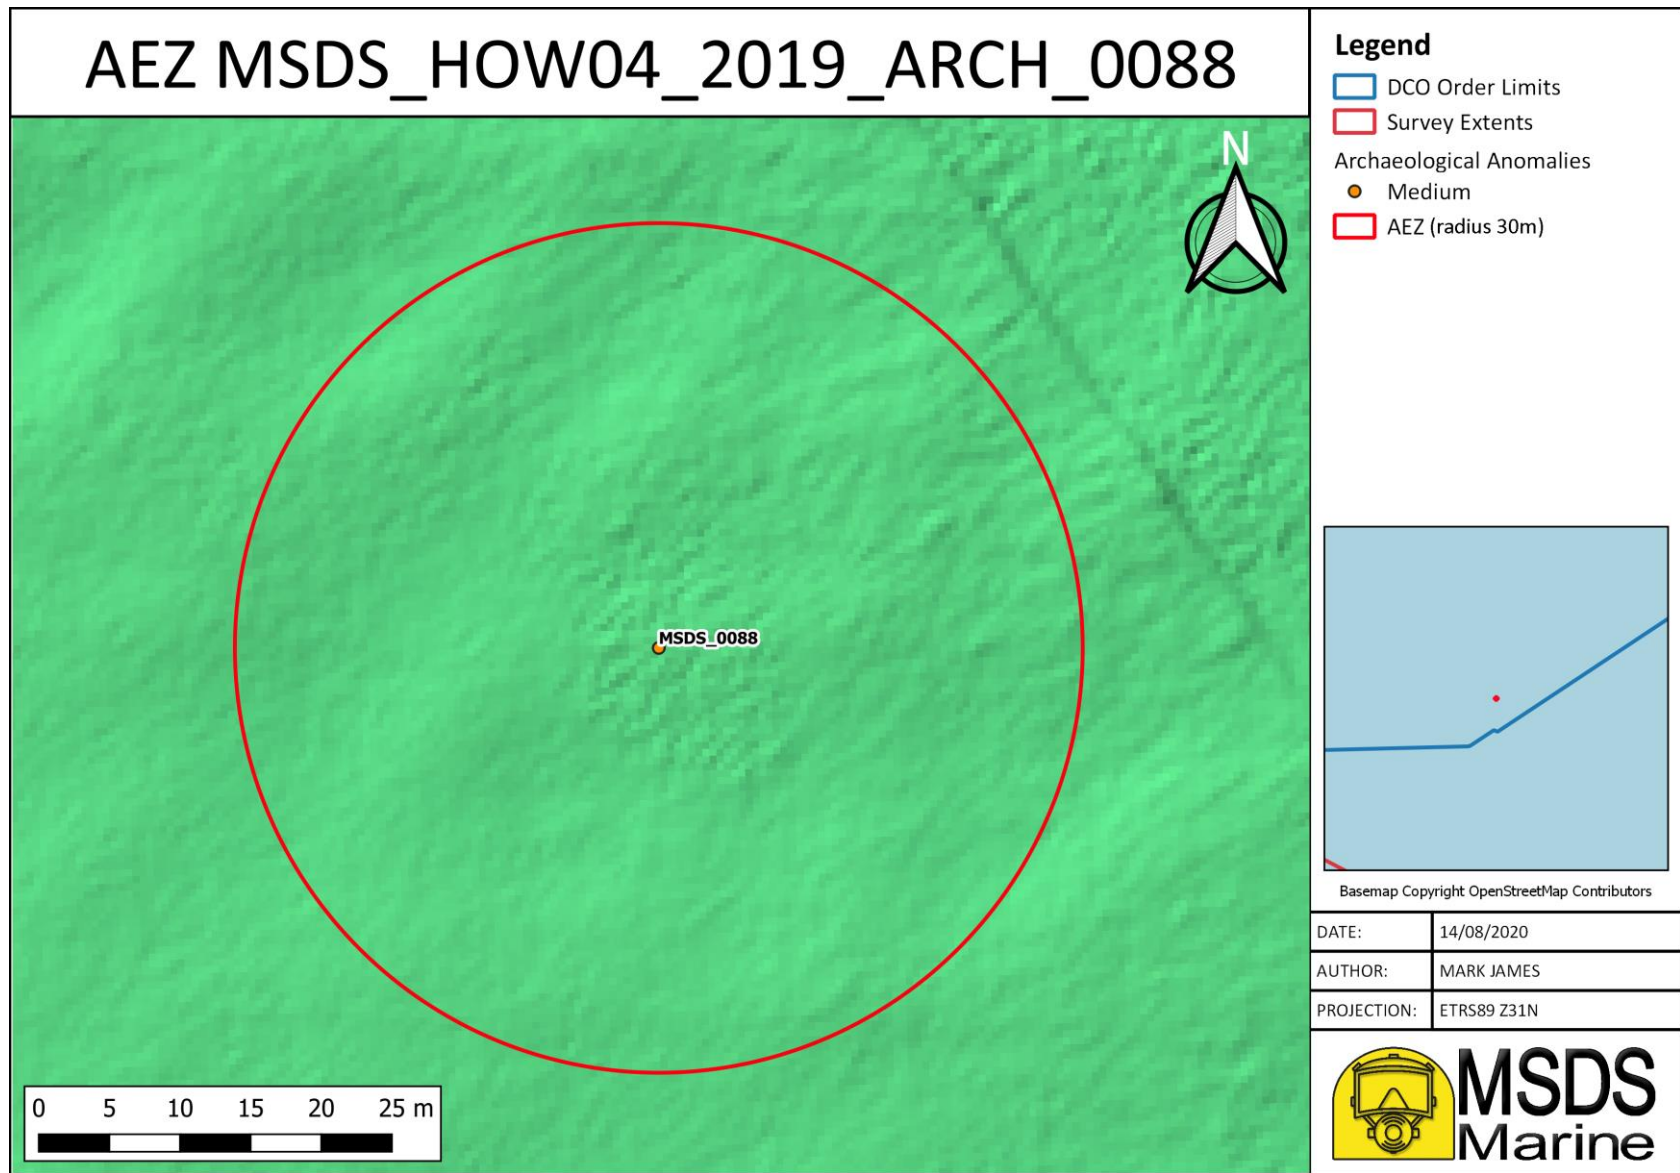 AEZ MSDS_HOW04_2019_ARCH_0088
N
MSDS_0088
0 5 10 15 20 25 m
Legend
DCO Order Limits
Survey Extents
Archaeological Anomalies
Medium
AEZ (radius 30m)
Basemap Copyright OpenStreetMap Contributors
DATE: 14/08/2020
AUTHOR: MARK JAMES
PROJECTION: ETRS89 Z31N
MSDS
Marine